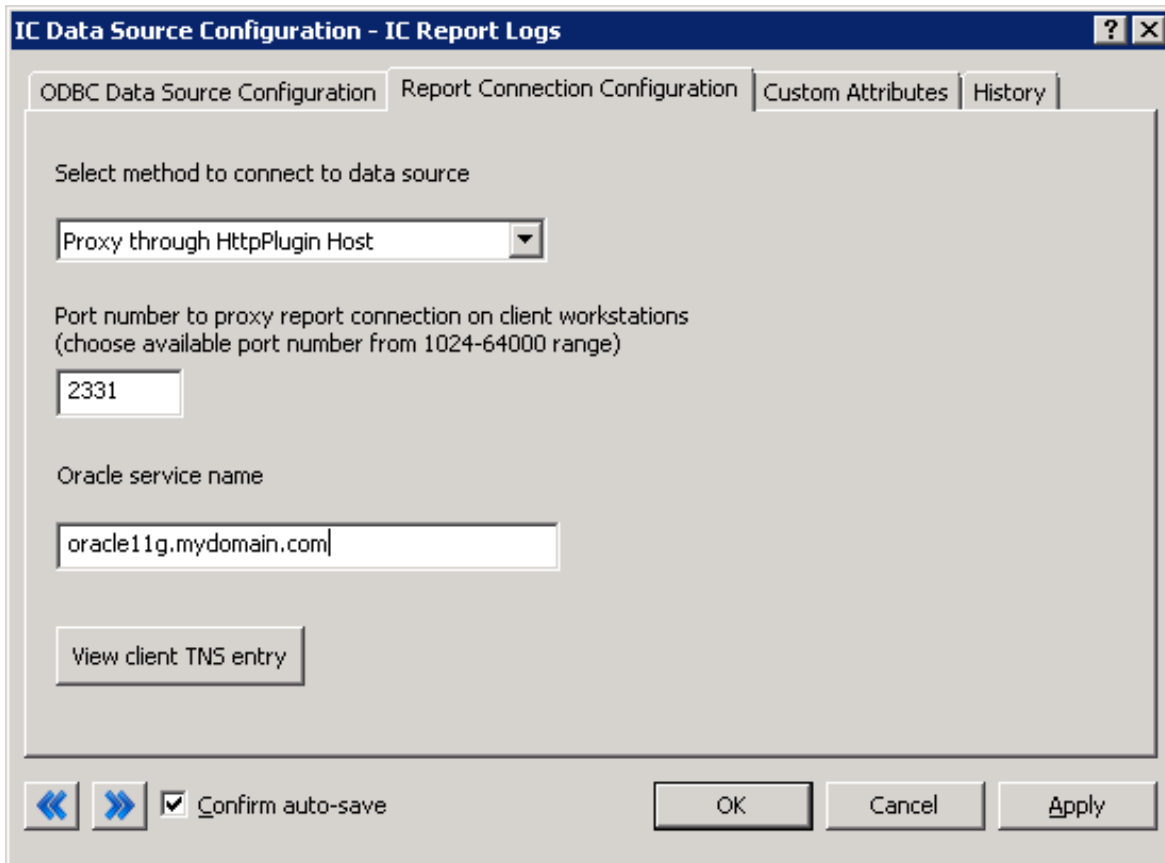 IC Data Source Configuration - IC Report Logs
ODBC Data Source Configuration Report Connection Configuration Custom Attributes History
Select method to connect to data source
Proxy through HttpPlugin Host
Port number to proxy report connection on client workstations
(choose available port number from 1024-64000 range)
2331
Oracle service name
oracle11g.mydomain.com
View client TNS entry
Confirm auto-save OK Cancel Apply